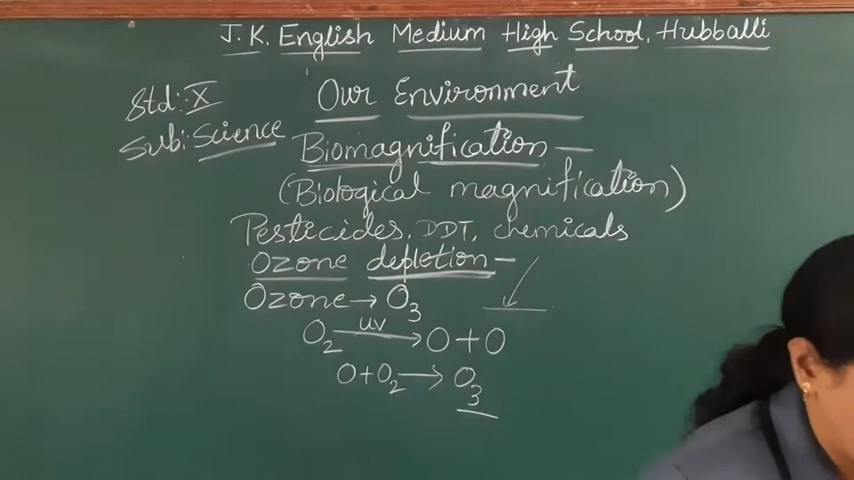 J.K. English Medium High School, Hubballi
Std: X
Our Environment
Sub: Science
Biomagnification —
(Biological magnification)
Pesticides, DDT, chemicals
Ozone depletion –
Ozone → O₃
O₂ —uv→ O + O
O + O₂ → O₃